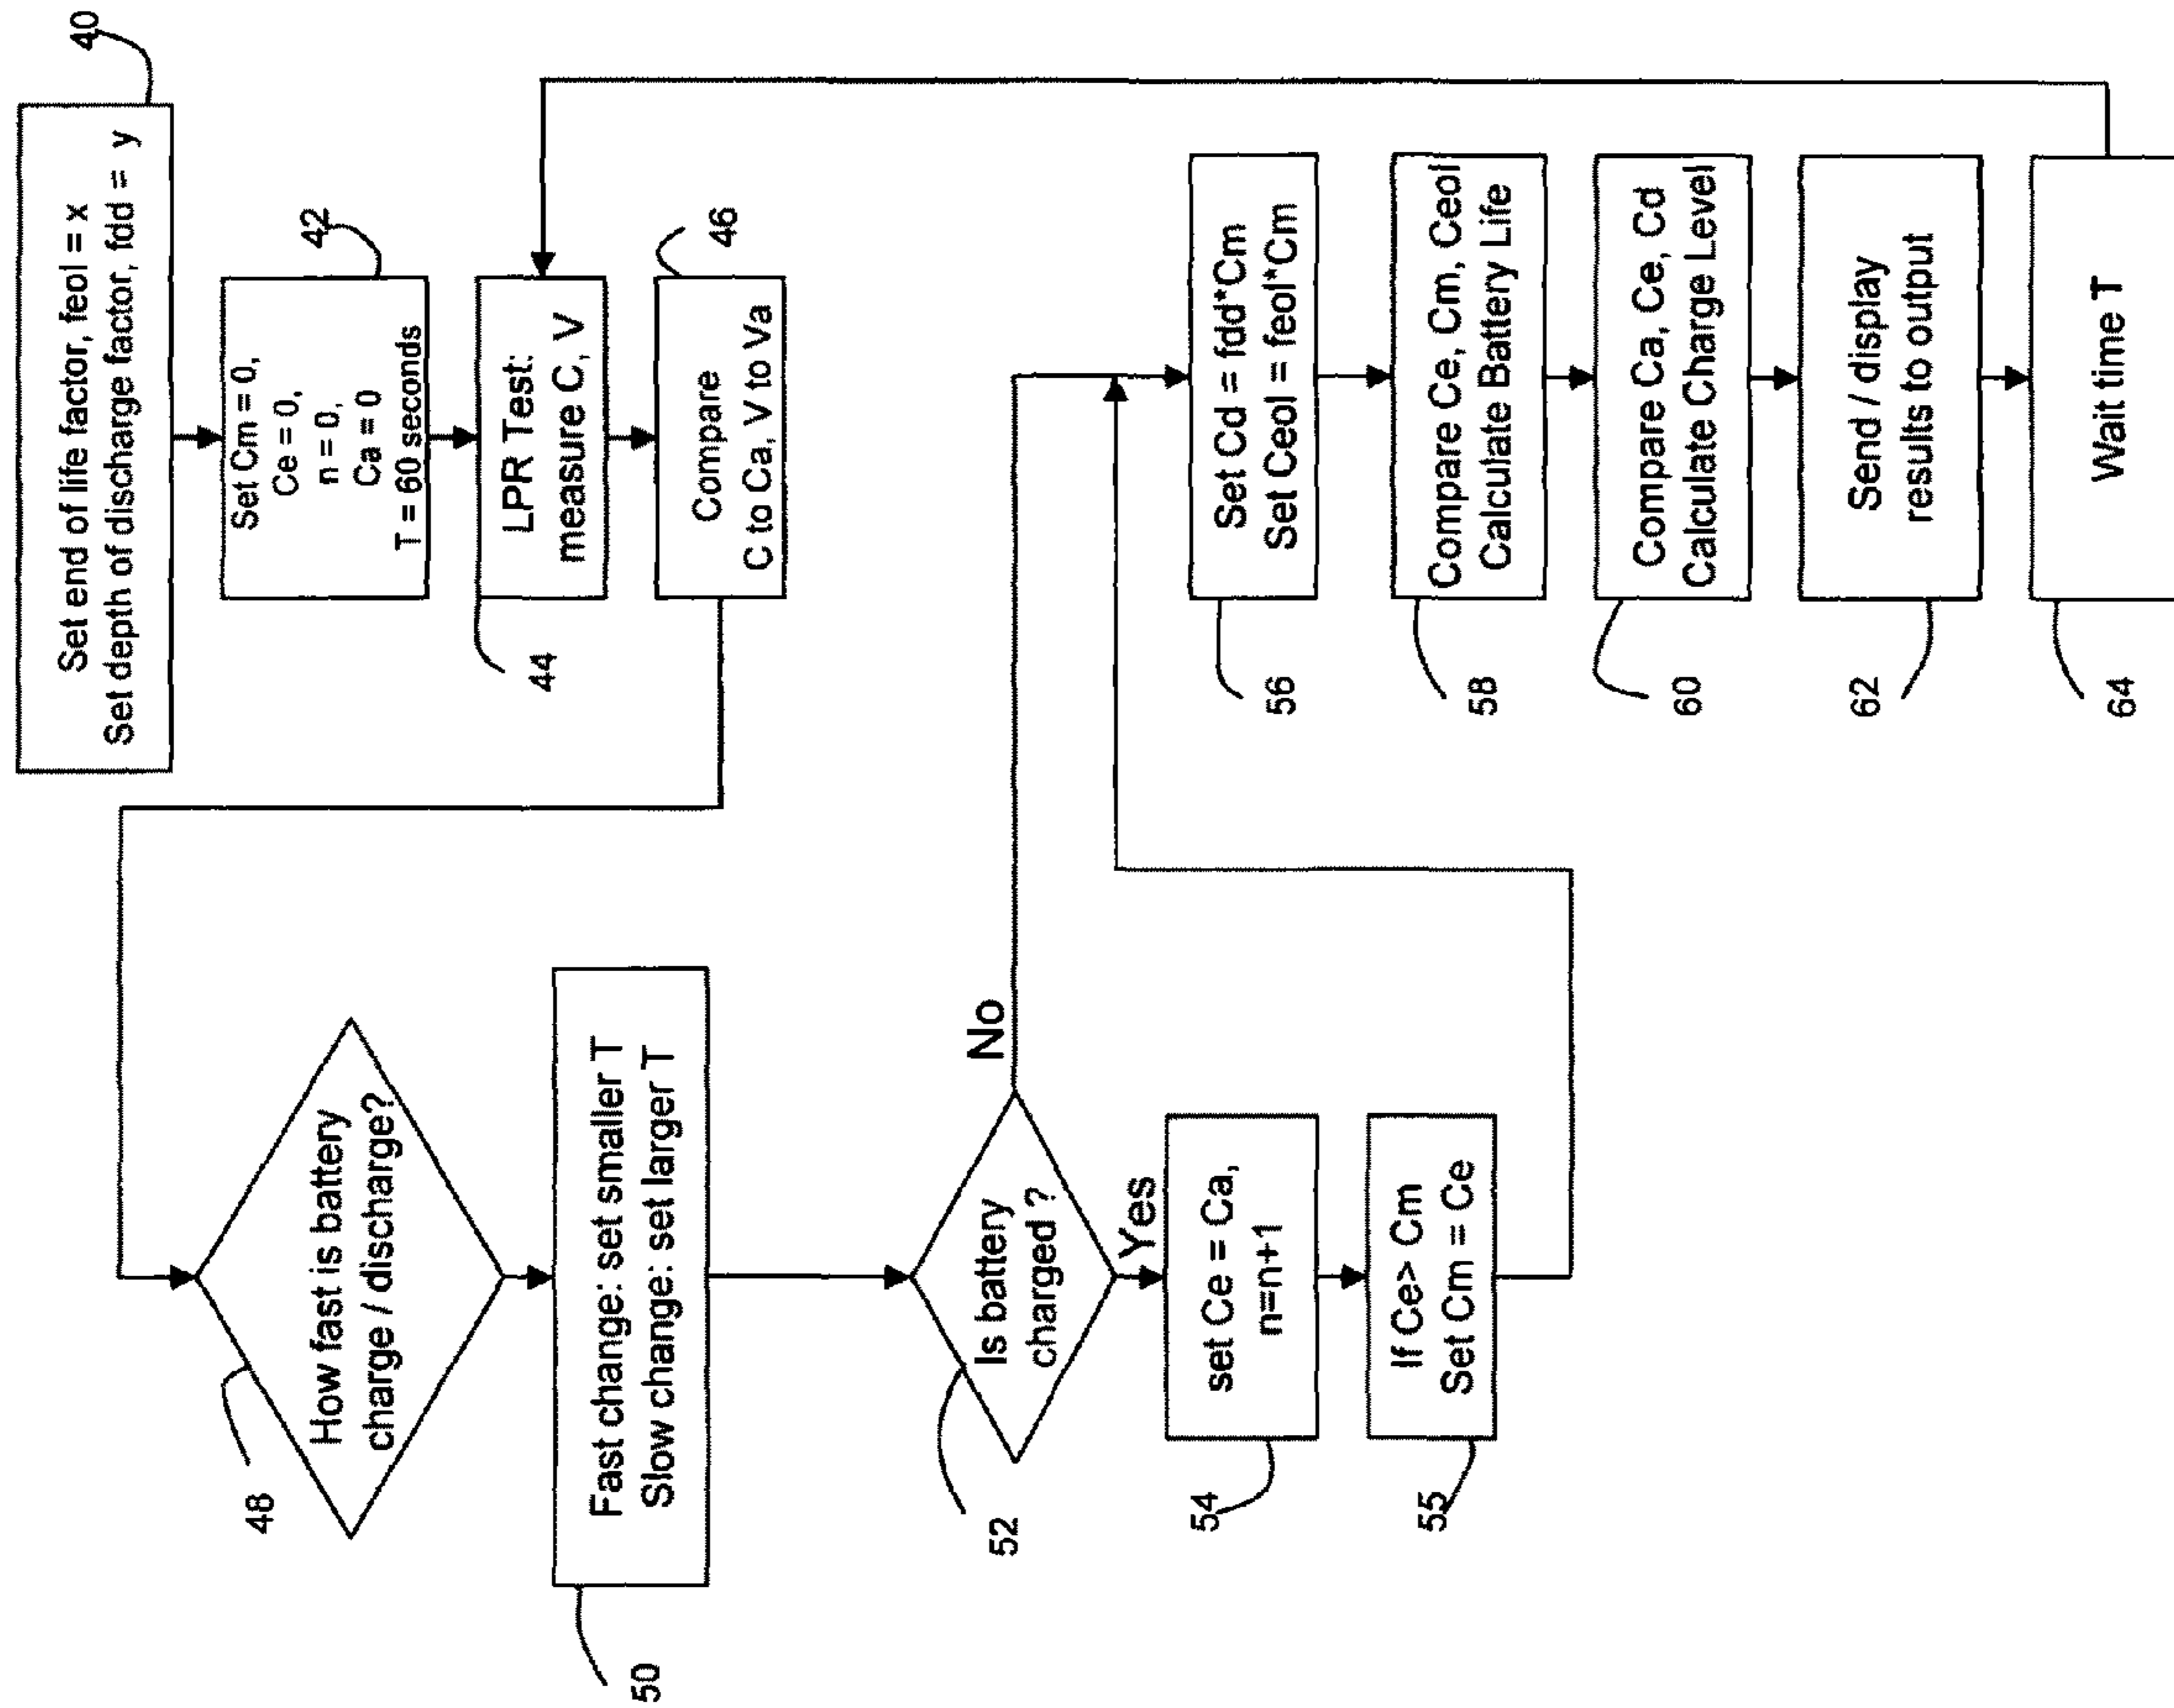 40
Set end of life factor, feol = x
Set depth of discharge factor, fdd = y
42
Set Cm = 0,
Ce = 0,
n = 0,
Ca = 0
T = 60 seconds
44
LPR Test:
measure C, V
46
Compare
C to Ca, V to Va
48
How fast is battery
charge / discharge?
50
Fast change: set smaller T
Slow change: set larger T
52
Is battery
charged ?
No
Yes
54
set Ce = Ca,
n=n+1
55
If Ce> Cm
Set Cm = Ce
56
Set Cd = fdd*Cm
Set Ceol = feol*Cm
58
Compare Ce, Cm, Ceol
Calculate Battery Life
60
Compare Ca, Ce, Cd
Calculate Charge Level
62
Send / display
results to output
64
Wait time T